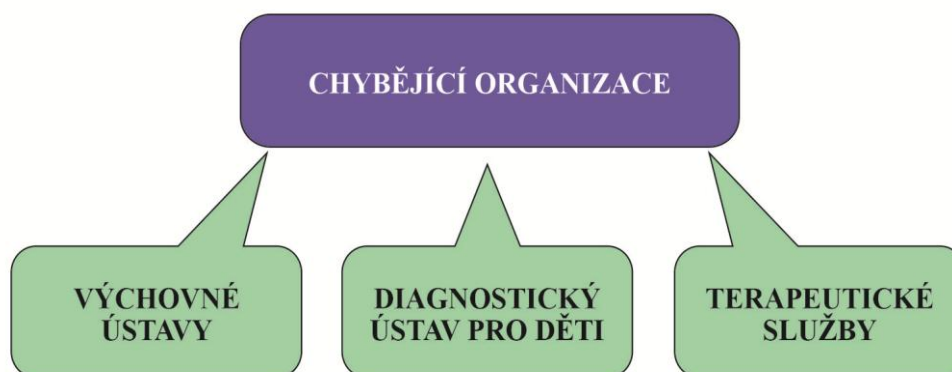 CHYBĚJÍCÍ ORGANIZACE
VÝCHOVNÉ
ÚSTAVY
DIAGNOSTICKÝ
ÚSTAV PRO DĚTI
TERAPEUTICKÉ
SLUŽBY